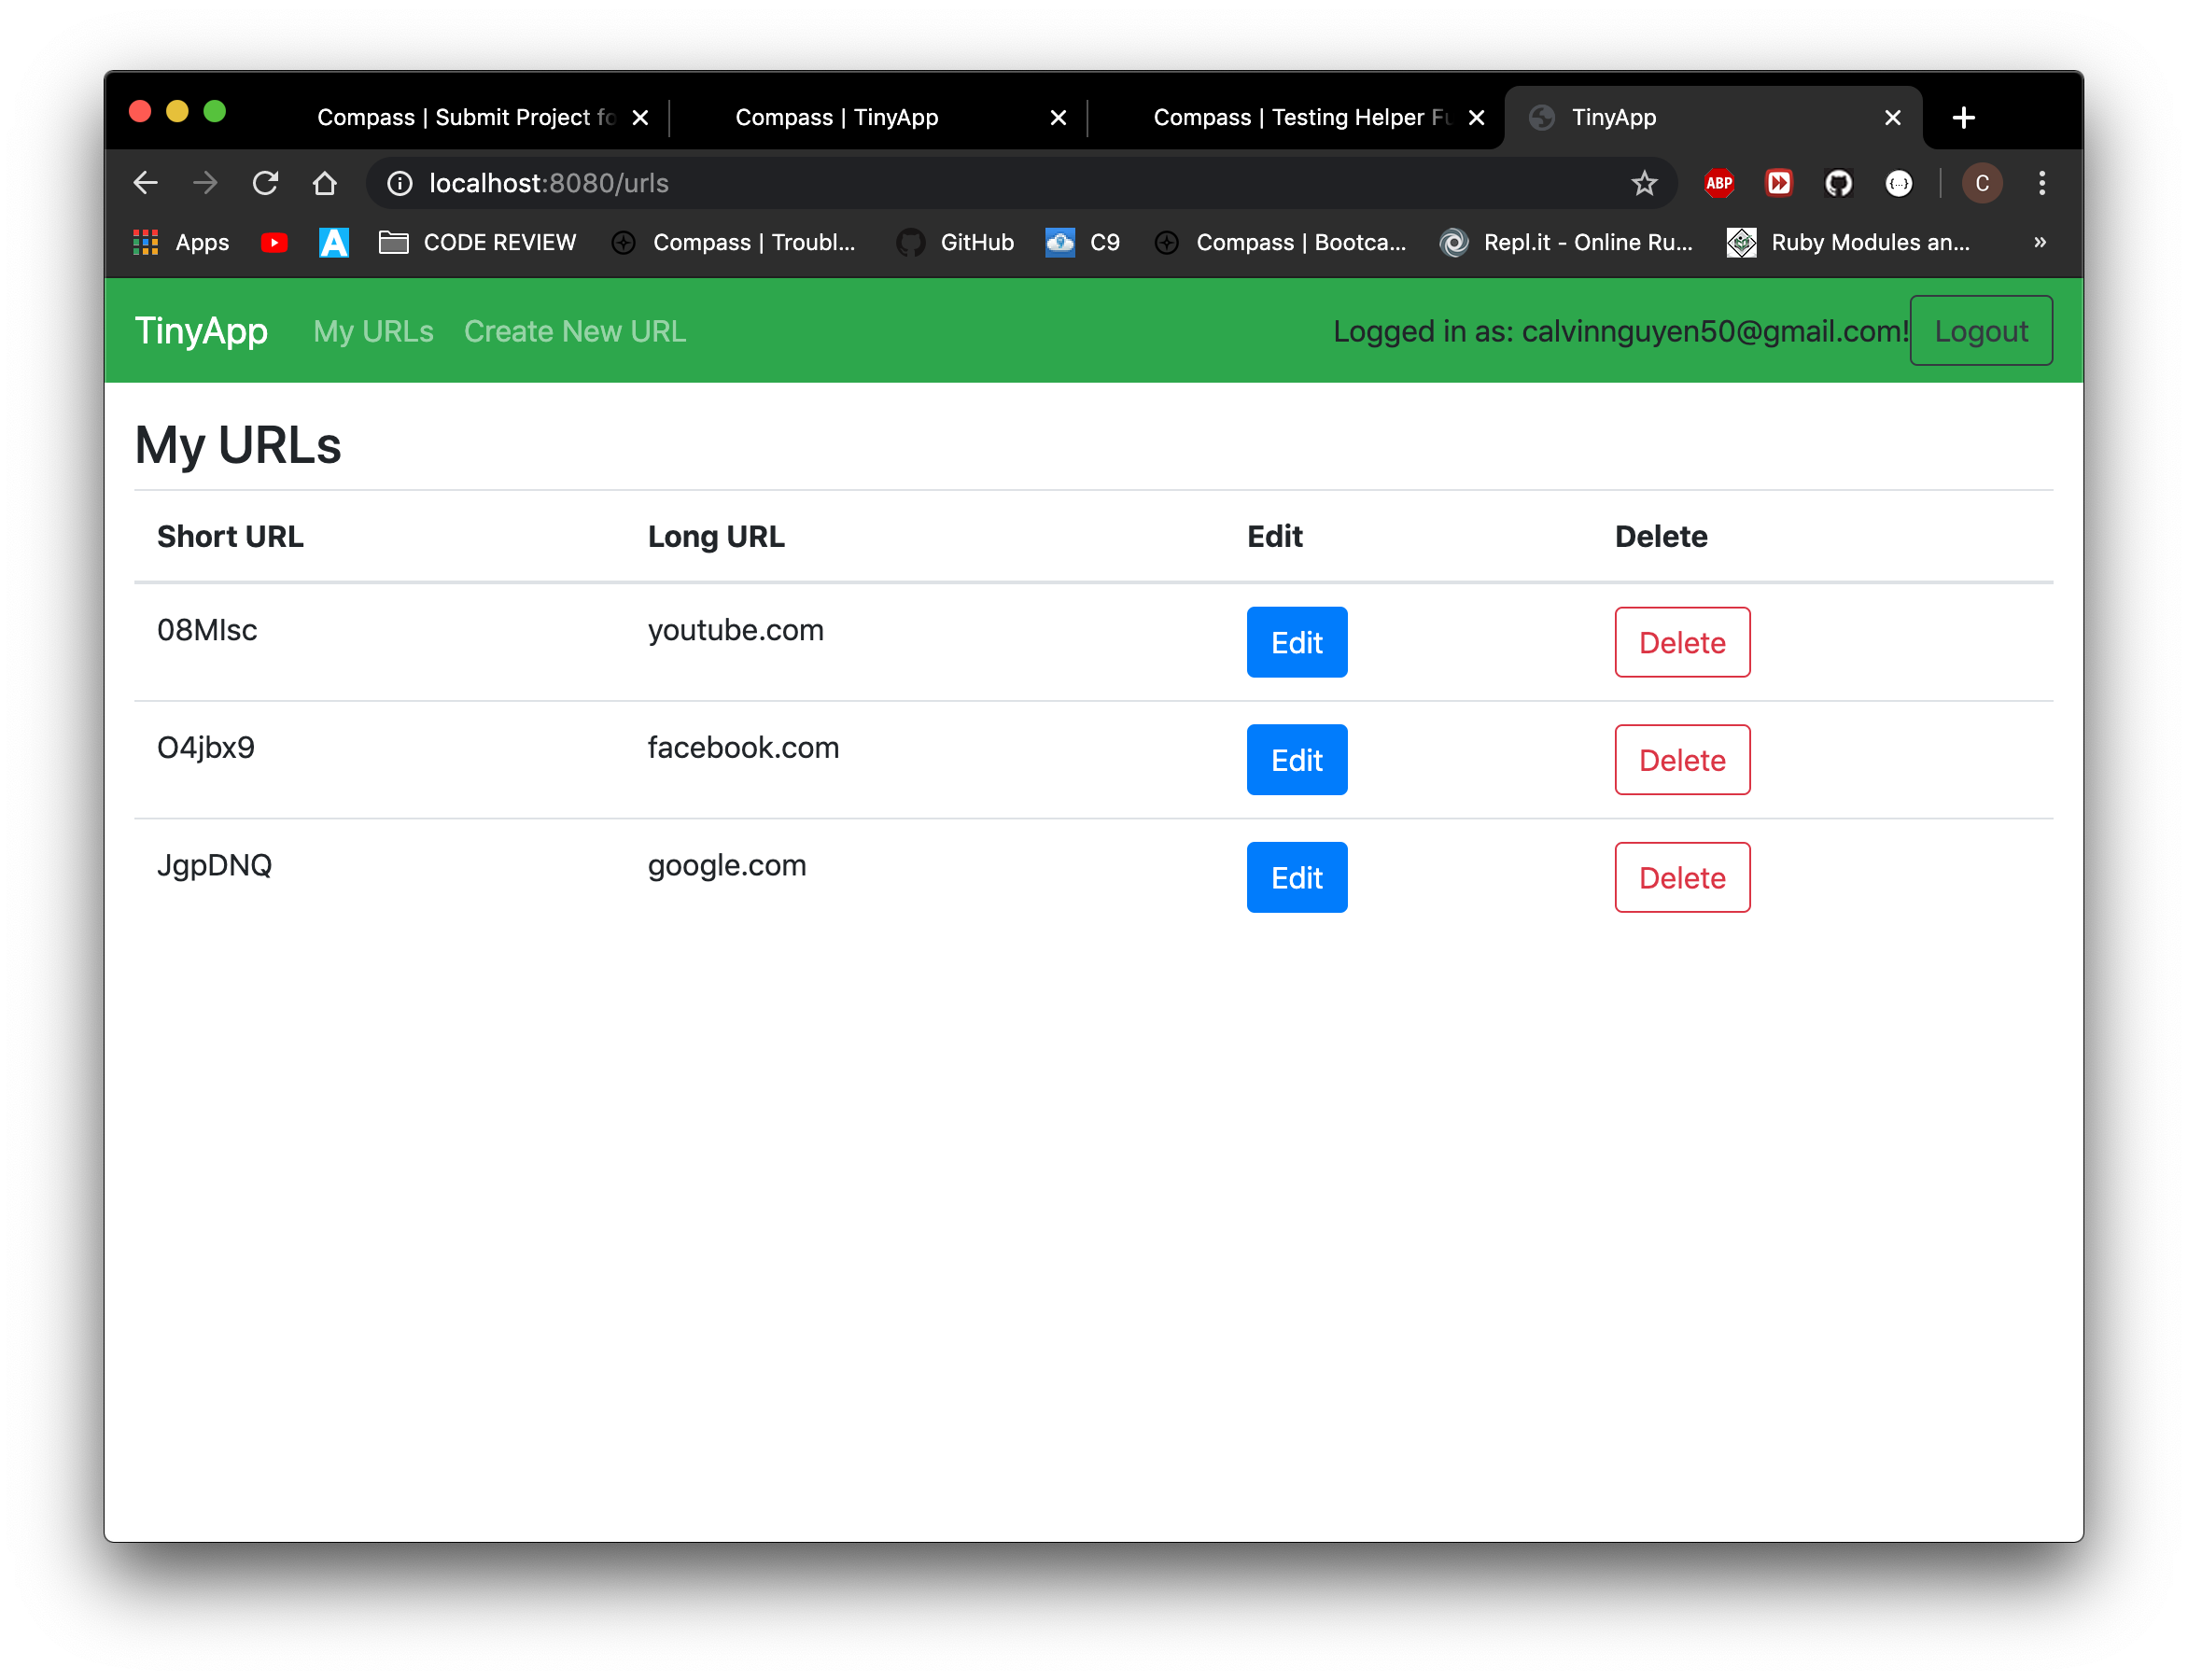 Compass | Submit Project fo
Compass | TinyApp
Compass | Testing Helper Fu
TinyApp
localhost:8080/urls
ABP
{...}
C
Apps
A
CODE REVIEW
Compass | Troubl...
GitHub
C9
Compass | Bootca...
Repl.it - Online Ru...
Ruby Modules an...
»
TinyApp My URLs Create New URL Logged in as: calvinnguyen50@gmail.com! Logout
My URLs
Short URL Long URL Edit Delete
08MIsc youtube.com Edit Delete
O4jbx9 facebook.com Edit Delete
JgpDNQ google.com Edit Delete